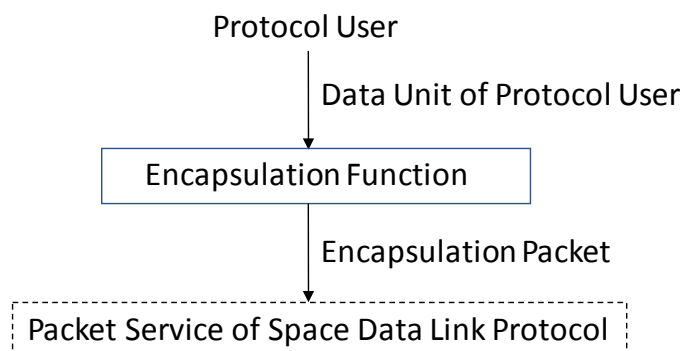 Protocol User
Data Unit of Protocol User
Encapsulation Function
Encapsulation Packet
Packet Service of Space Data Link Protocol